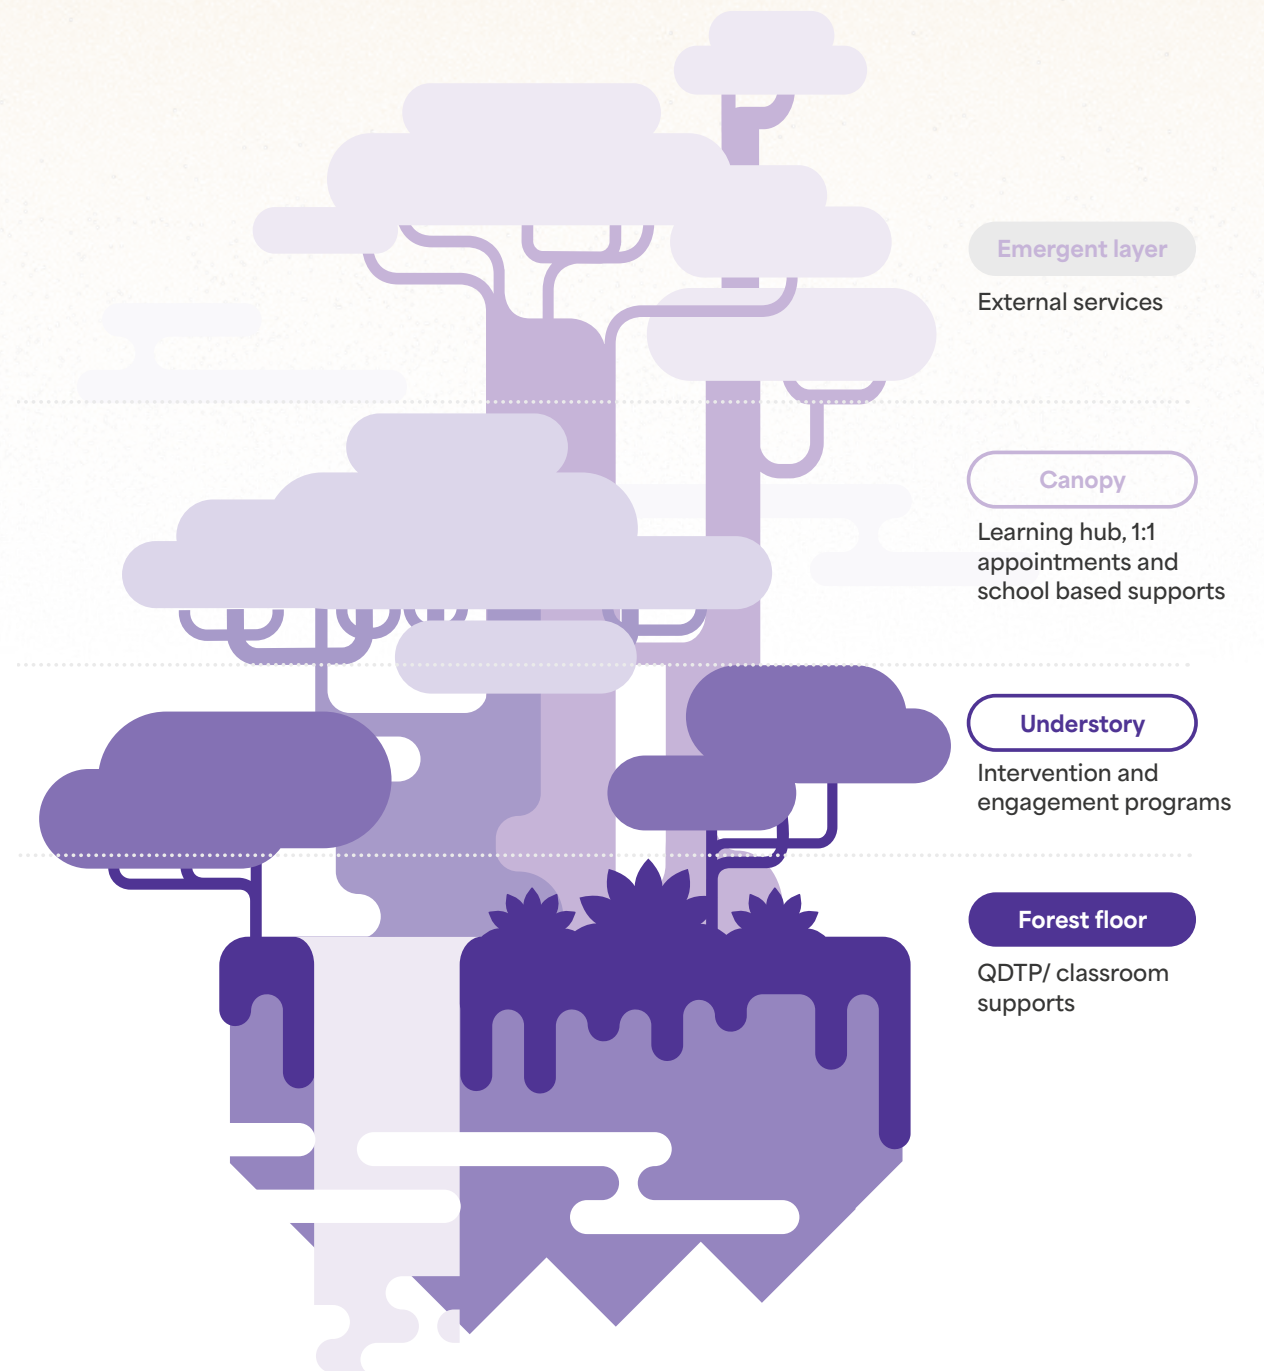 Emergent layer
External services
Canopy
Learning hub, 1:1
appointments and
school based supports
Understory
Intervention and
engagement programs
Forest floor
QDTP/ classroom
supports